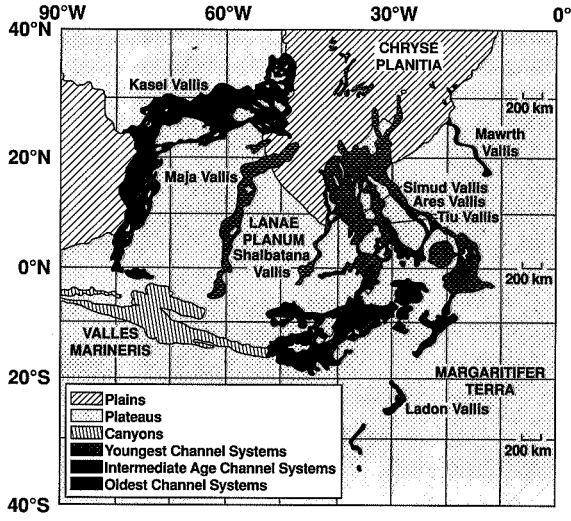 90°W
60°W
30°W
0°
40°N
CHRYSE
PLANITIA
Kasel Vallis
200 km
Mawrth
Vallis
20°N
Maja Vallis
Simud Vallis
Ares Vallis
Tiu Vallis
LANAE
PLANUM
Shalbatana
Vallis
0°N
200 km
VALLES
MARINERIS
MARGARITIFER
TERRA
20°S
Ladon Vallis
Plains
Plateaus
Canyons
Youngest Channel Systems
Intermediate Age Channel Systems
Oldest Channel Systems
200 km
40°S